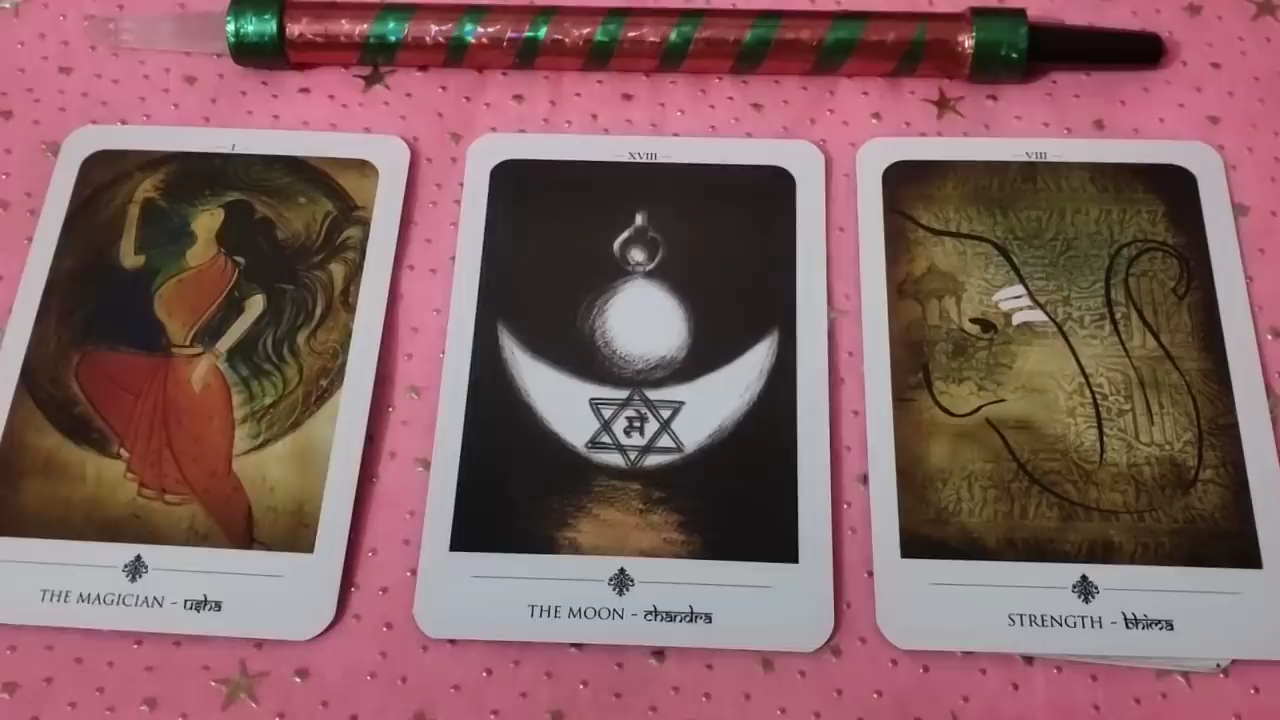 — I —
THE MAGICIAN - usha
— XVIII —
में
THE MOON - chandra
— VIII —
STRENGTH - bhima